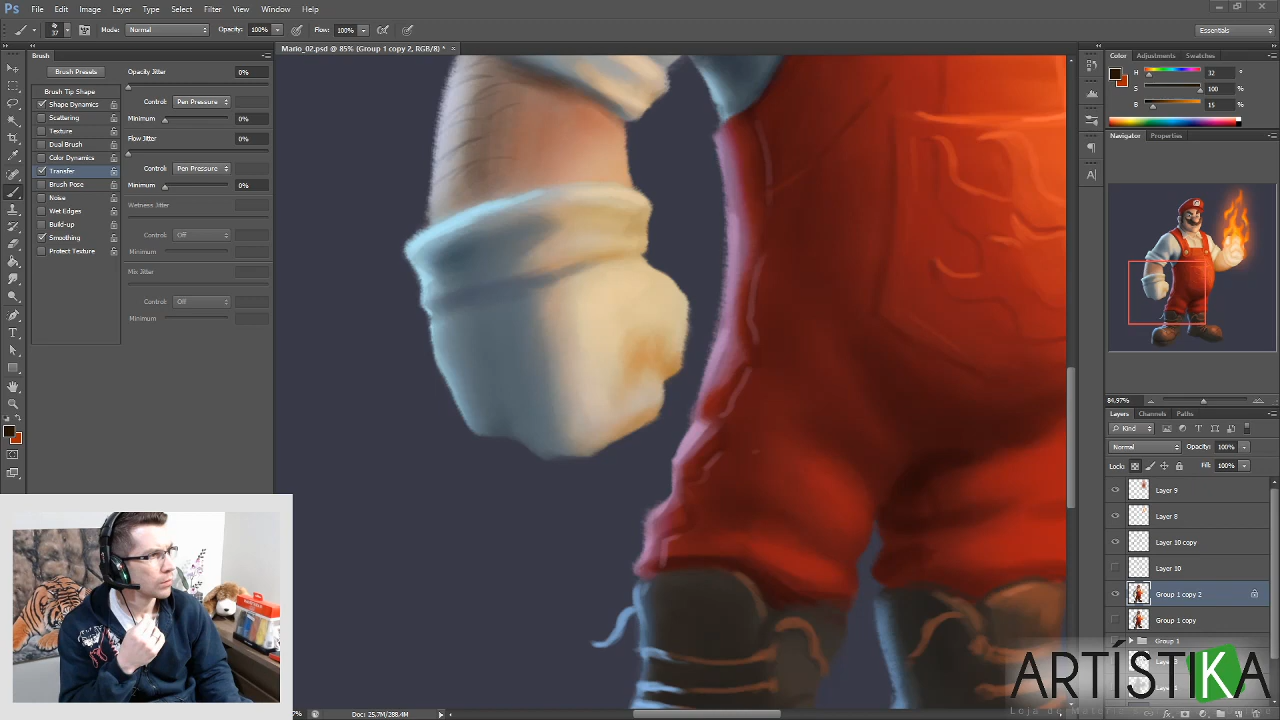 Ps File Edit Image Layer Type Select Filter View Window Help
37 Mode: Normal Opacity: 100% Flow: 100% Essentials
Brush
Mario_02.psd @ 85% (Group 1 copy 2, RGB/8) *
Brush Presets
Brush Tip Shape
Shape Dynamics
Scattering
Texture
Dual Brush
Color Dynamics
Transfer
Brush Pose
Noise
Wet Edges
Build-up
Smoothing
Protect Texture
Opacity Jitter 0%
Control: Pen Pressure
Minimum 0%
Flow Jitter 0%
Control: Pen Pressure
Minimum 0%
Wetness Jitter
Control: Off
Minimum
Mix Jitter
Control: Off
Minimum
Color Adjustments Swatches
H 32 °
S 100 %
B 15 %
Navigator Properties
84.97%
Layers Channels Paths
Kind
Normal Opacity: 100%
Lock: Fill: 100%
Layer 9
Layer 8
Layer 10 copy
Layer 10
Group 1 copy 2
Group 1 copy
Group 1
ARTISTIKA
Doc: 25.7M/288.4M